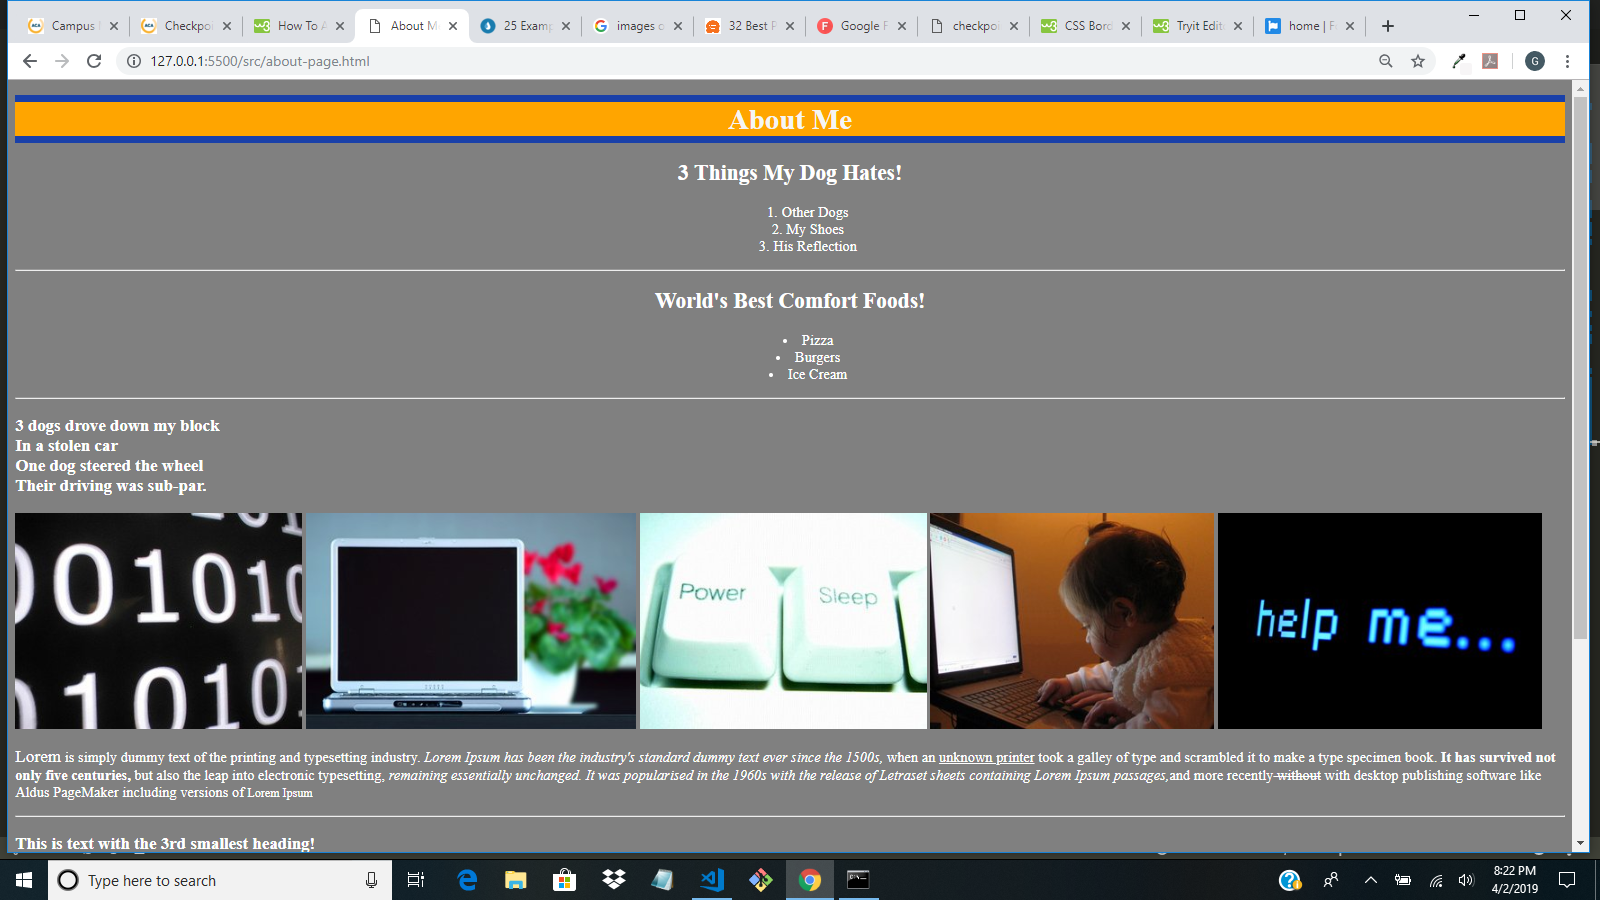 Campus
Checkpo
How To A
About M
25 Examp
images o
32 Best P
Google F
checkpo
CSS Bord
Tryit Edit
home | F
127.0.0.1:5500/src/about-page.html
G
About Me
3 Things My Dog Hates!
1. Other Dogs
2. My Shoes
3. His Reflection
World's Best Comfort Foods!
• Pizza
• Burgers
• Ice Cream
3 dogs drove down my block
In a stolen car
One dog steered the wheel
Their driving was sub-par.
001010
10101
Power
Sleep
help me...
Lorem is simply dummy text of the printing and typesetting industry. Lorem Ipsum has been the industry's standard dummy text ever since the 1500s, when an unknown printer took a galley of type and scrambled it to make a type specimen book. It has survived not
only five centuries, but also the leap into electronic typesetting, remaining essentially unchanged. It was popularised in the 1960s with the release of Letraset sheets containing Lorem Ipsum passages,and more recently without with desktop publishing software like
Aldus PageMaker including versions of Lorem Ipsum
This is text with the 3rd smallest heading!
Type here to search
8:22 PM
4/2/2019